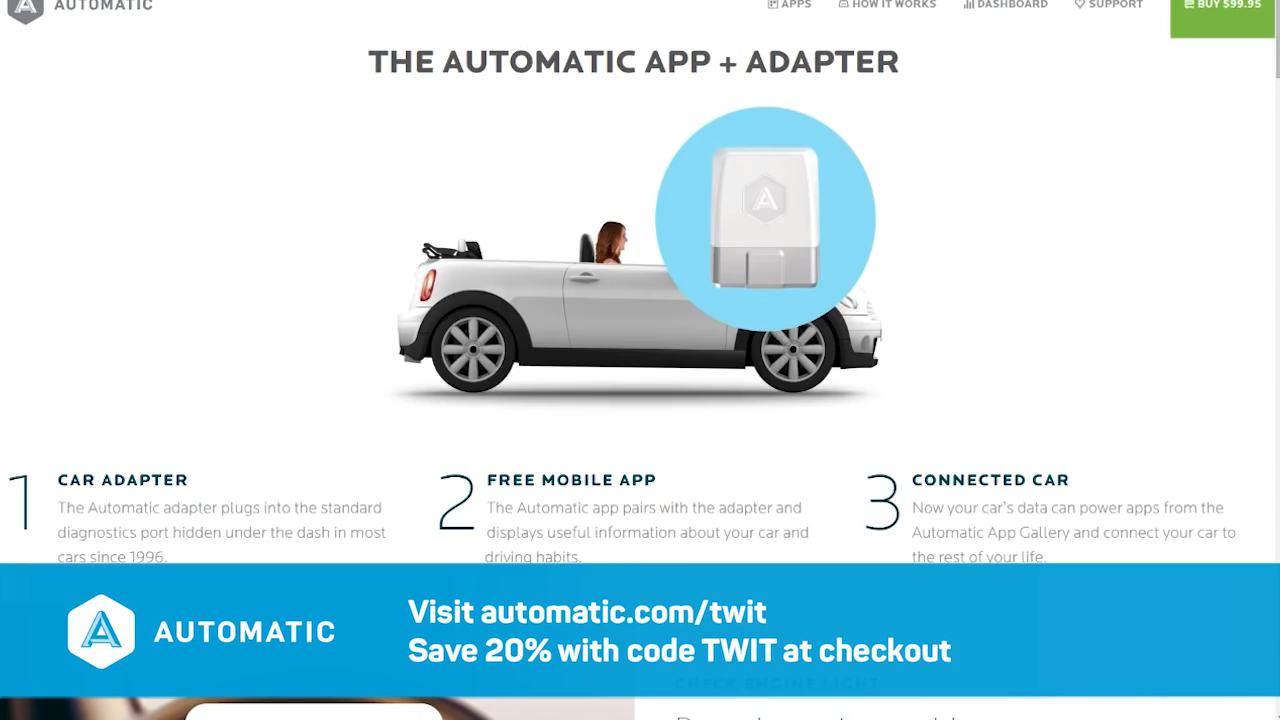 AUTOMATIC
APPS
HOW IT WORKS
DASHBOARD
SUPPORT
BUY $99.95
THE AUTOMATIC APP + ADAPTER
1
CAR ADAPTER
The Automatic adapter plugs into the standard
diagnostics port hidden under the dash in most
cars since 1996.
2
FREE MOBILE APP
The Automatic app pairs with the adapter and
displays useful information about your car and
driving habits.
3
CONNECTED CAR
Now your car's data can power apps from the
Automatic App Gallery and connect your car to
the rest of your life.
AUTOMATIC
Visit automatic.com/twit
Save 20% with code TWIT at checkout
CHECK ENGINE LIGHT